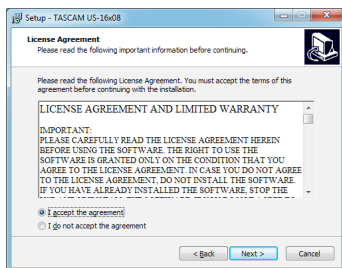 Setup - TASCAM US-16x08
License Agreement
Please read the following important information before continuing.
Please read the following License Agreement. You must accept the terms of this
agreement before continuing with the installation.
LICENSE AGREEMENT AND LIMITED WARRANTY
IMPORTANT:
PLEASE CAREFULLY READ THE LICENSE AGREEMENT HEREIN
BEFORE USING THE SOFTWARE. THE RIGHT TO USE THE
SOFTWARE IS GRANTED ONLY ON THE CONDITION THAT YOU
AGREE TO THE LICENSE AGREEMENT. IN CASE YOU DO NOT AGREE
TO THE LICENSE AGREEMENT, DO NOT INSTALL THE SOFTWARE.
IF YOU HAVE ALREADY INSTALLED THE SOFTWARE, STOP THE
I accept the agreement
I do not accept the agreement
< Back
Next >
Cancel